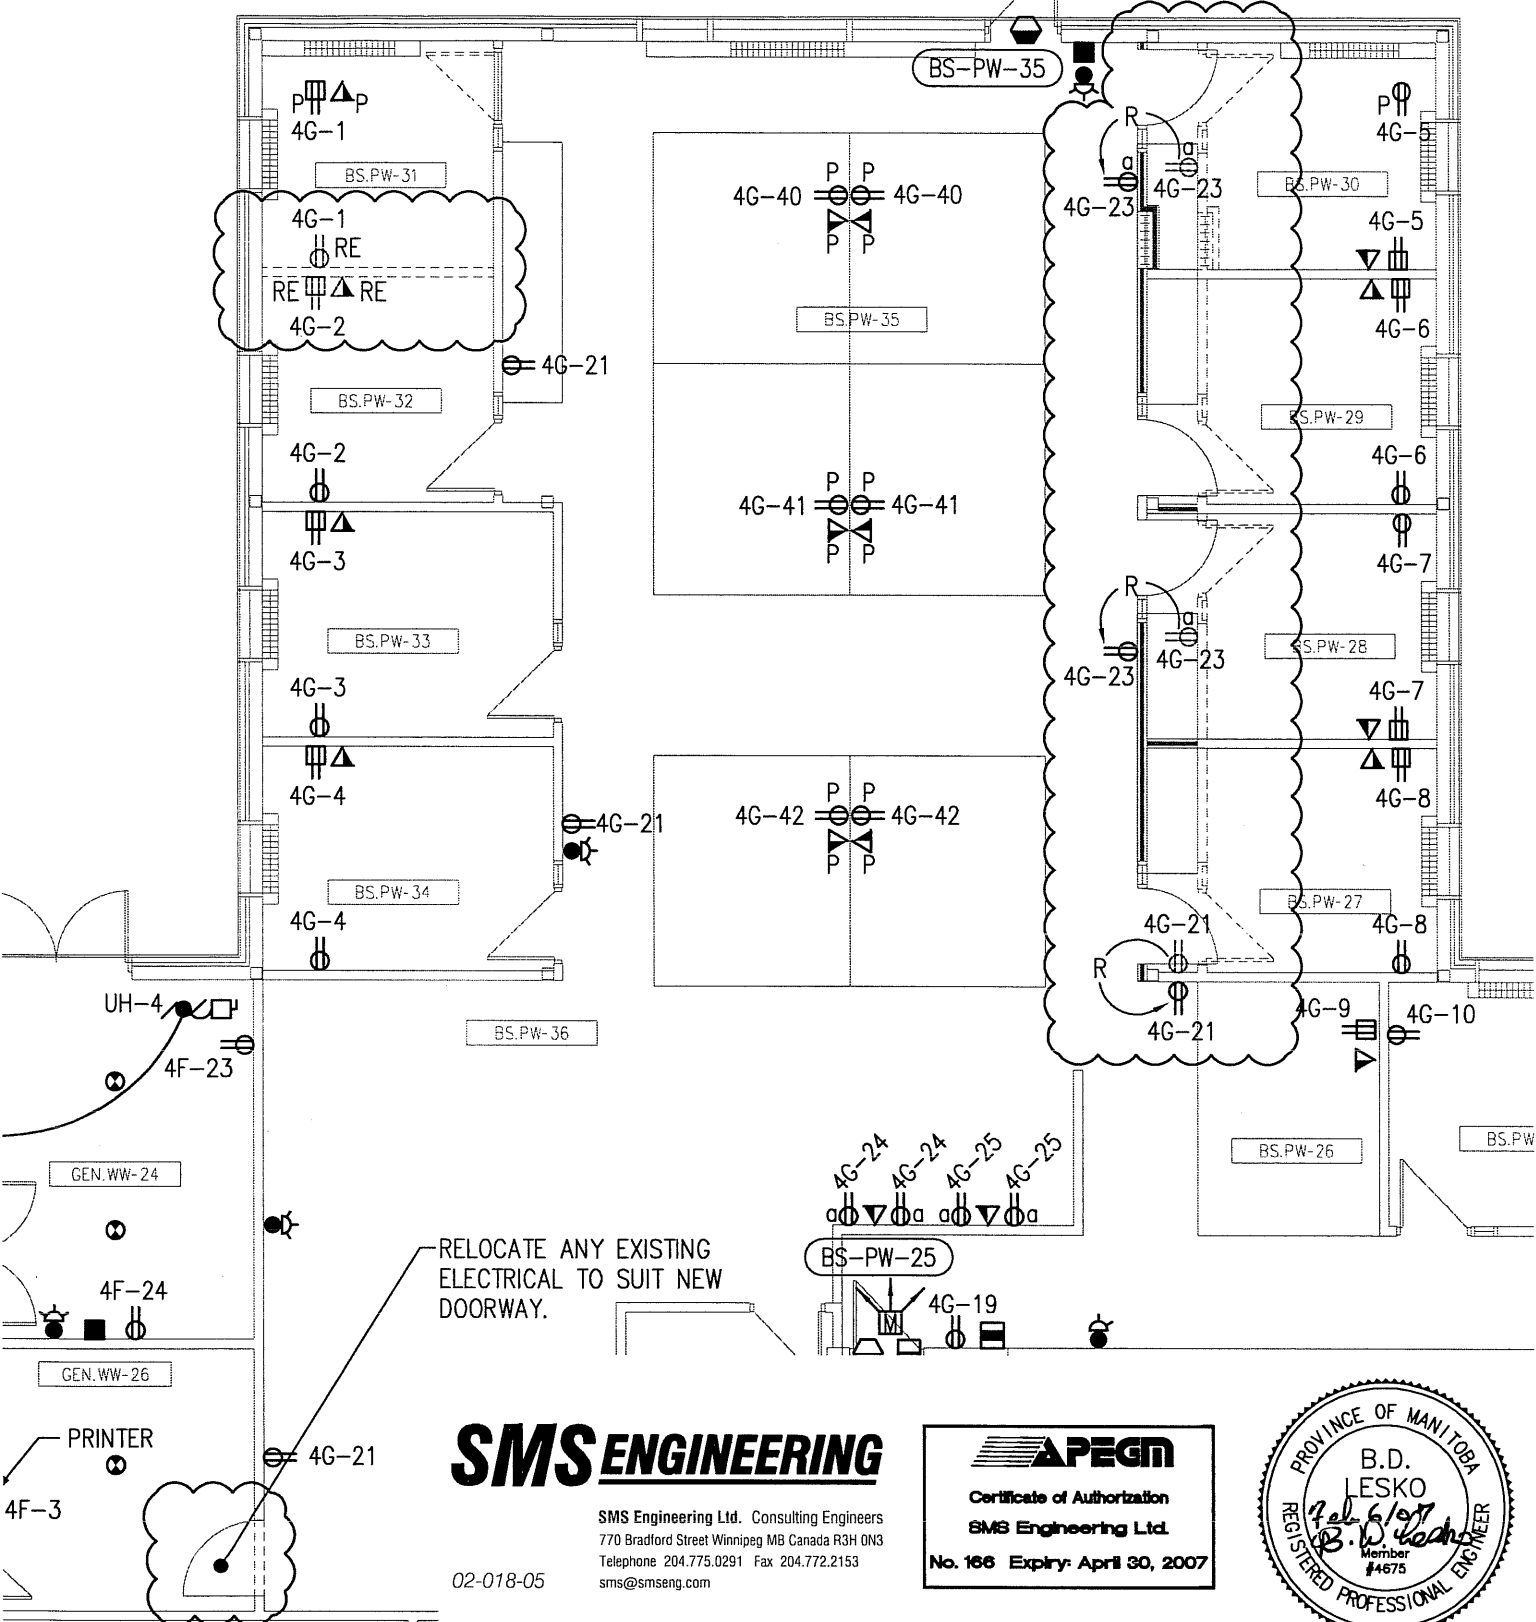 BS-PW-35
P P
4G-1
P
4G-5
BS.PW-31
R
a a
4G-23 4G-23
BS.PW-30
P P
4G-40 4G-40
P P
4G-1
RE
RE RE
4G-2
4G-5
4G-6
BS.PW-35
4G-21
BS.PW-32
BS.PW-29
4G-2
4G-6
P P
4G-41 4G-41
P P
4G-3
4G-7
R
a
4G-23 4G-23
BS.PW-33
BS.PW-28
4G-3
4G-7
4G-4
4G-8
P P
4G-42 4G-42
P P
4G-21
BS.PW-34
BS.PW-27
4G-4
4G-21
4G-8
R
4G-21
UH-4
4F-23
BS.PW-36
4G-9
4G-10
BS.PW-26
BS.PW
GEN.WW-24
4G-24 4G-24 4G-25 4G-25
a a a a
RELOCATE ANY EXISTING
ELECTRICAL TO SUIT NEW
DOORWAY.
BS-PW-25
4F-24
4G-19
M
GEN.WW-26
PRINTER
4G-21
4F-3
SMS ENGINEERING
SMS Engineering Ltd. Consulting Engineers
770 Bradford Street Winnipeg MB Canada R3H 0N3
Telephone 204.775.0291 Fax 204.772.2153
sms@smseng.com
02-018-05
APEGM
Certificate of Authorization
SMS Engineering Ltd.
No. 166 Expiry: April 30, 2007
PROVINCE OF MANITOBA
B.D.
LESKO
Feb 6/07
B.D. Lesko
Member
#4675
REGISTERED PROFESSIONAL ENGINEER